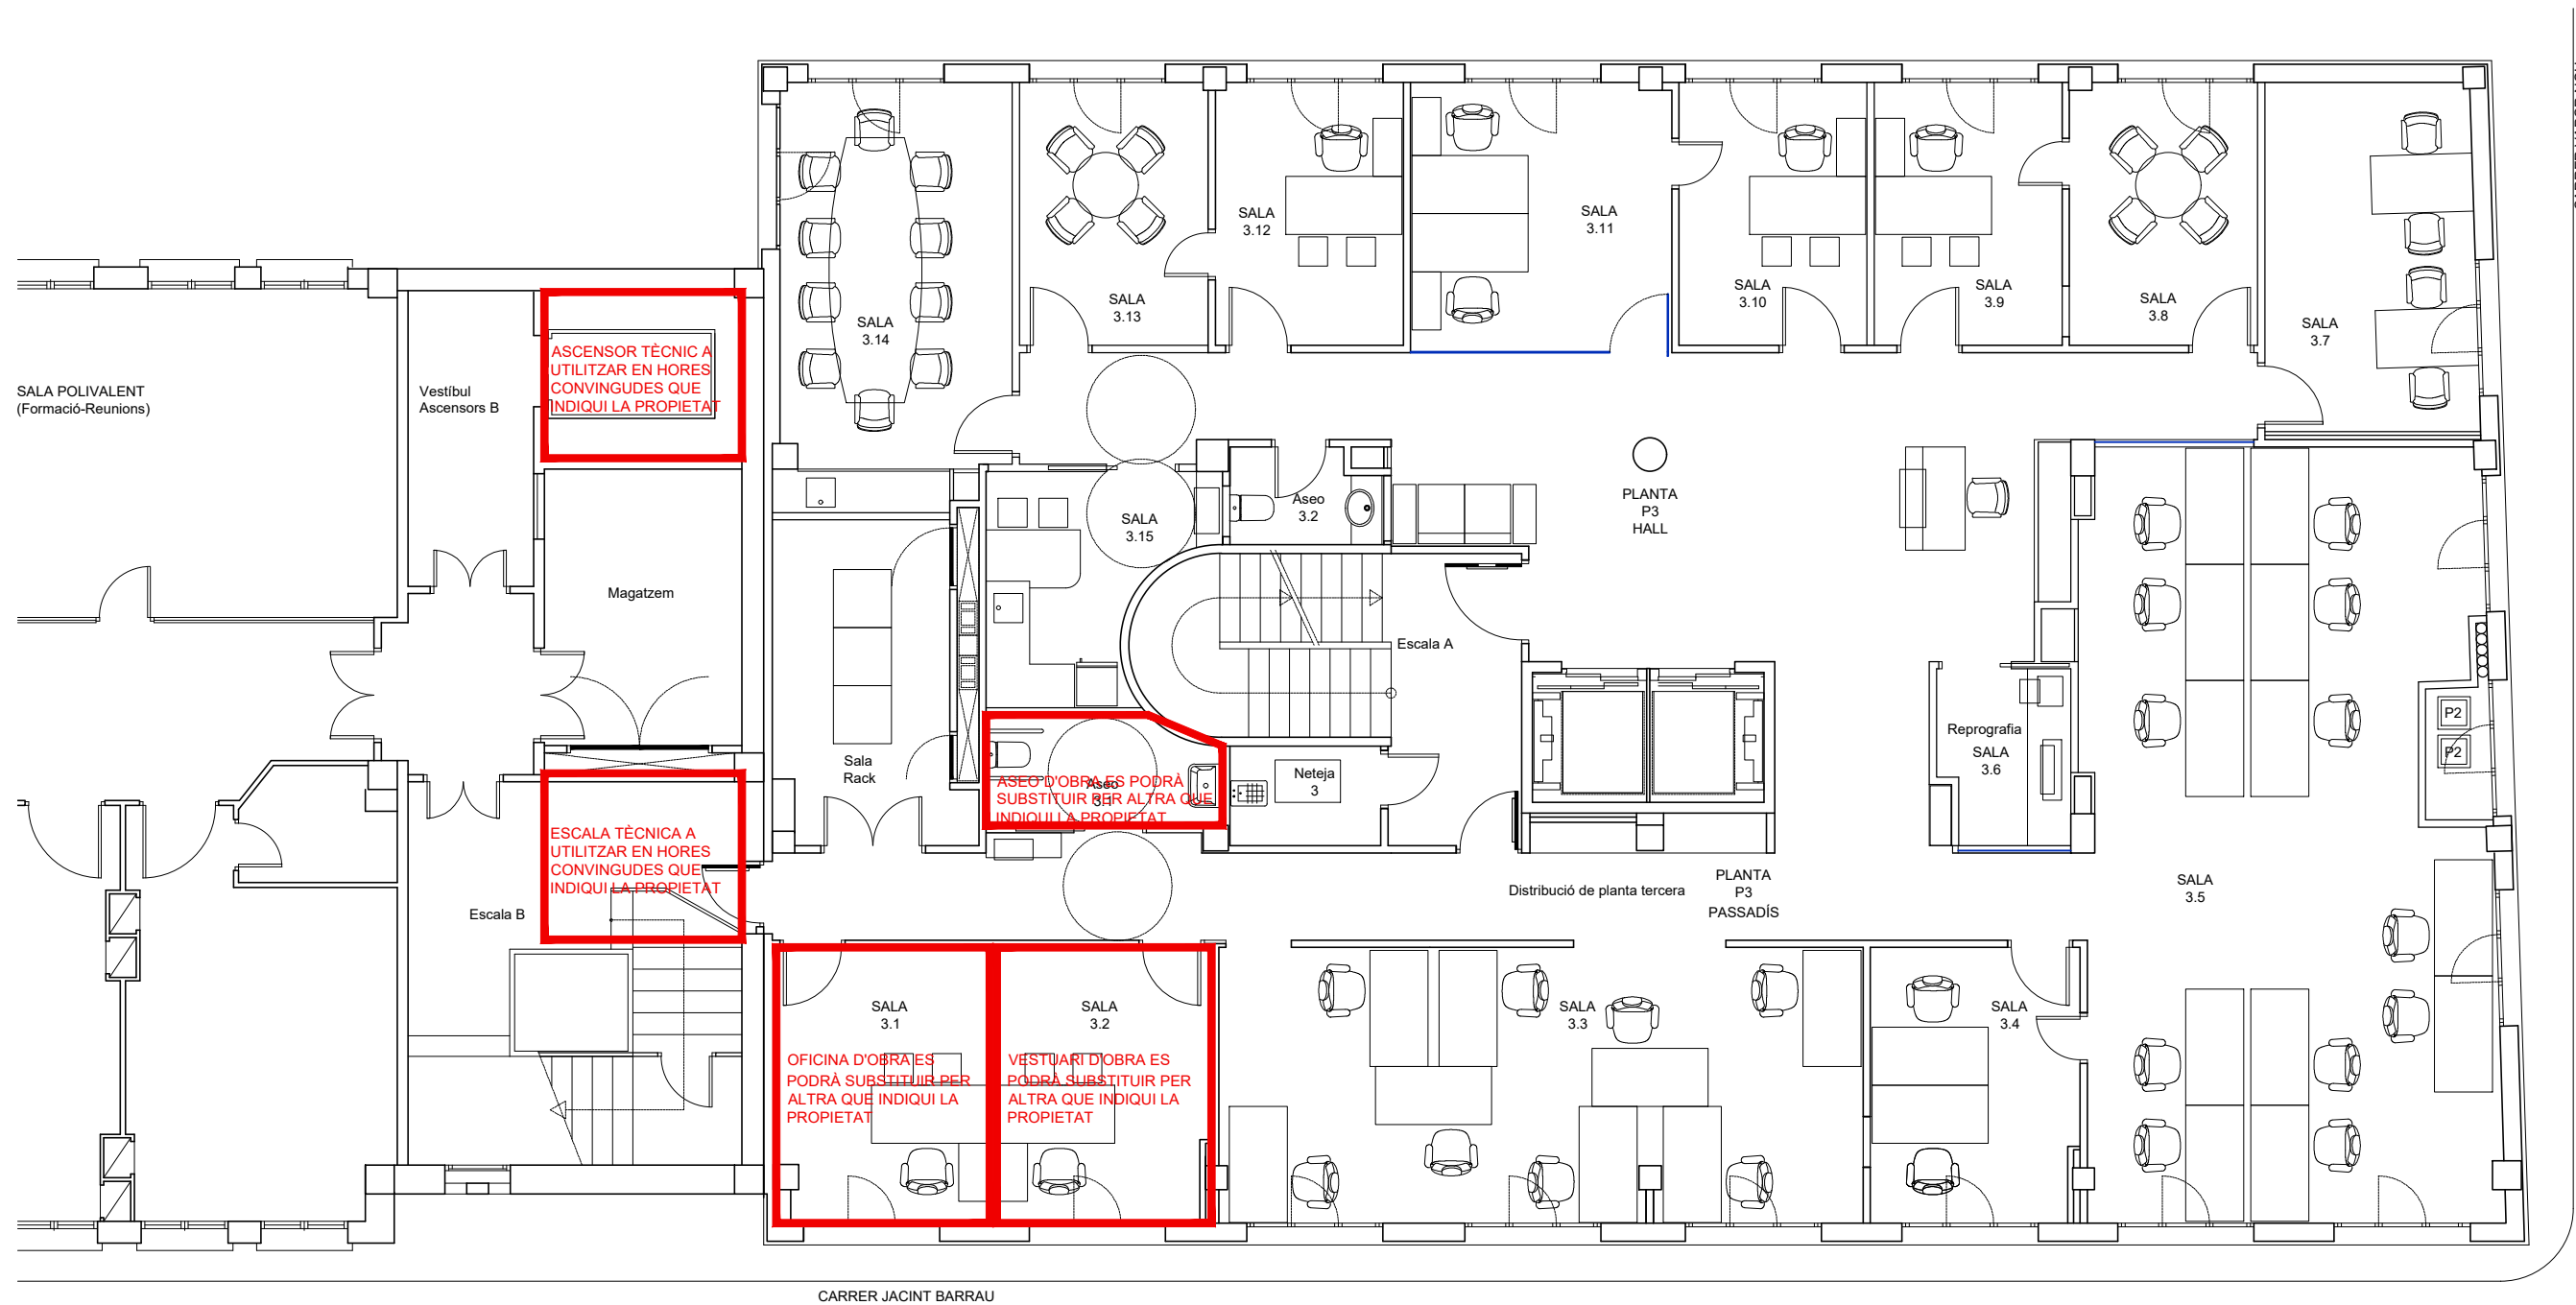 SALA
3.12
SALA
3.11
SALA
3.10
SALA
3.9
SALA
3.8
SALA
3.7
SALA
3.13
SALA
3.14
ASCENSOR TÈCNIC A
UTILITZAR EN HORES
CONVINGUDES QUE
INDIQUI LA PROPIETAT
SALA POLIVALENT
(Formació-Reunions)
Vestíbul
Ascensors B
Aseo
3.2
SALA
3.15
PLANTA
P3
HALL
Magatzem
Escala A
Sala
Rack
Aseo
3.1
ASEO D'OBRA ES PODRÀ
SUBSTITUIR PER ALTRA QUE
INDIQUI LA PROPIETAT
Neteja
3
Reprografia
SALA
3.6
P2
P2
ESCALA TÈCNICA A
UTILITZAR EN HORES
CONVINGUDES QUE
INDIQUI LA PROPIETAT
Escala B
Distribució de planta tercera
PLANTA
P3
PASSADÍS
SALA
3.5
SALA
3.1
OFICINA D'OBRA ES
PODRÀ SUBSTITUIR PER
ALTRA QUE INDIQUI LA
PROPIETAT
SALA
3.2
VESTUARI D'OBRA ES
PODRÀ SUBSTITUIR PER
ALTRA QUE INDIQUI LA
PROPIETAT
SALA
3.3
SALA
3.4
CARRER JACINT BARRAU